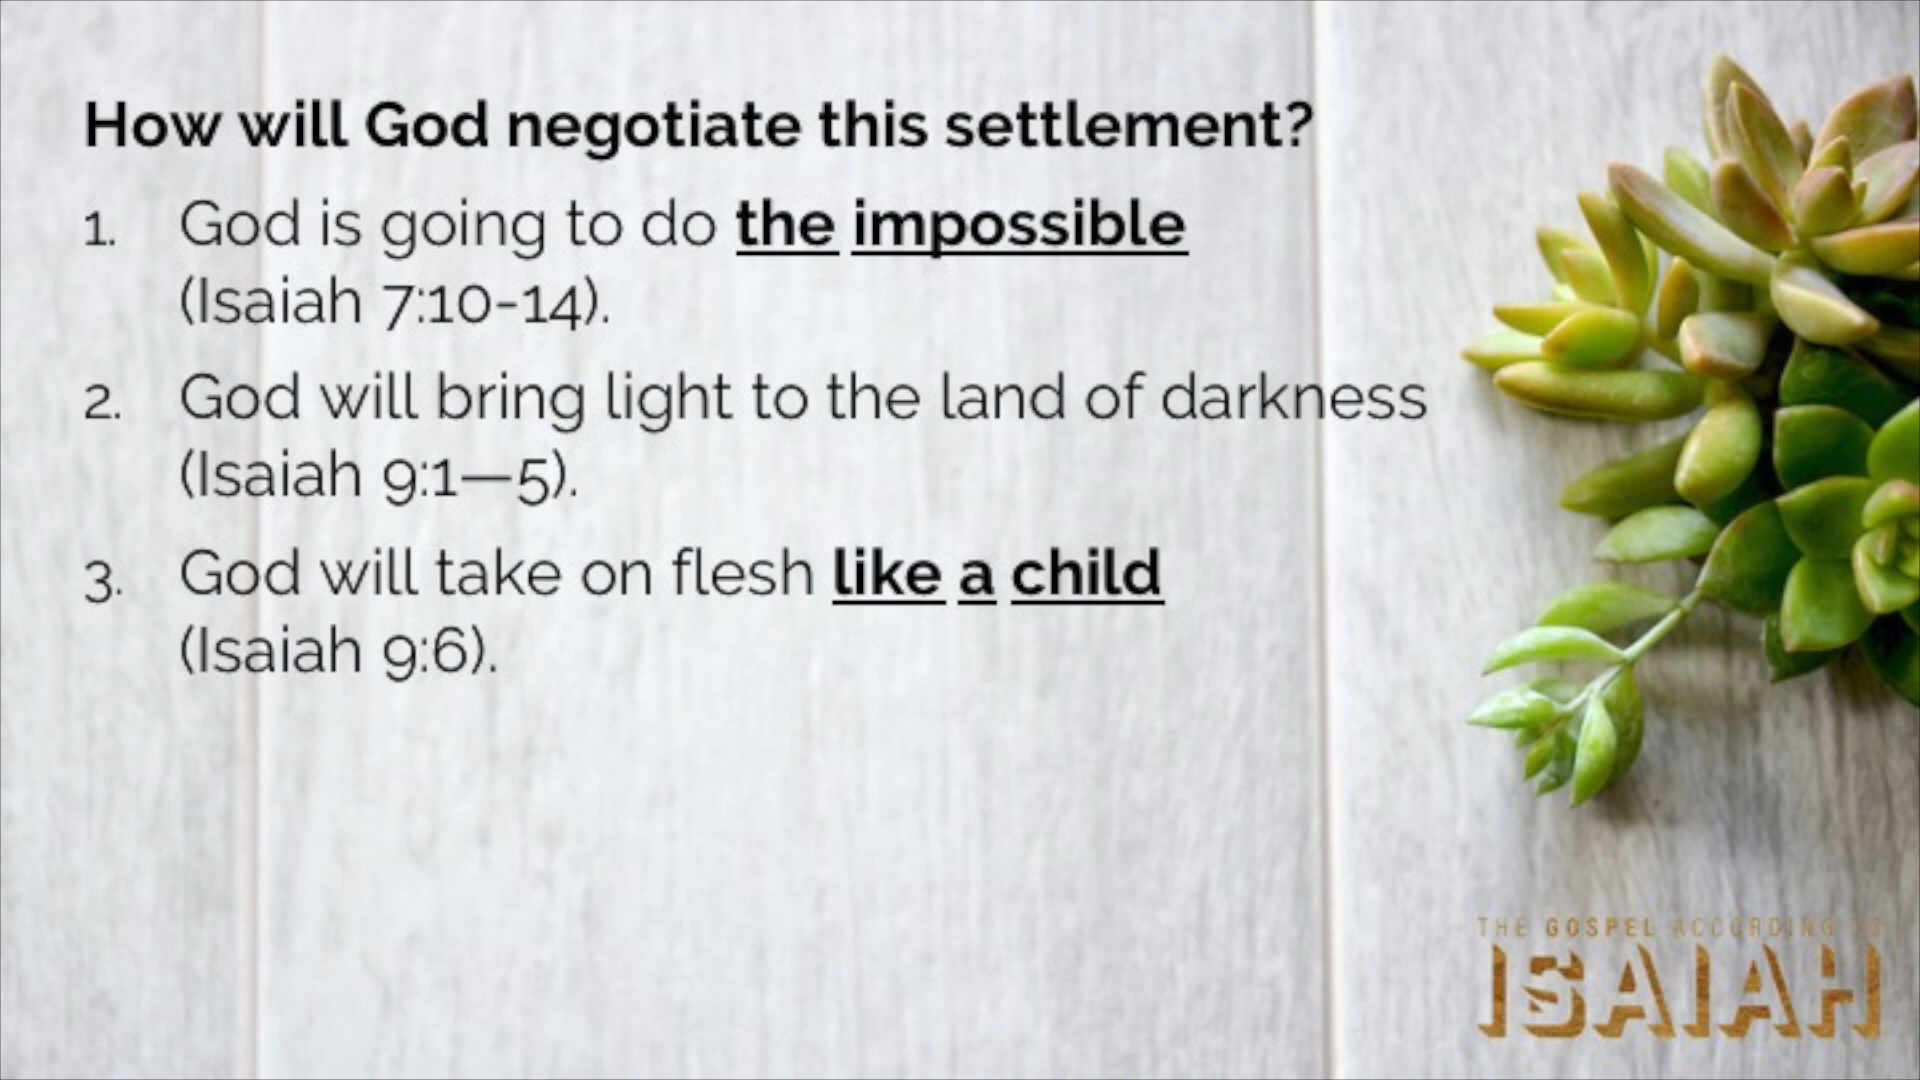 How will God negotiate this settlement?
1. God is going to do the impossible
(Isaiah 7:10-14).
2. God will bring light to the land of darkness
(Isaiah 9:1—5).
3. God will take on flesh like a child
(Isaiah 9:6).
THE GOSPEL ACCORDING TO
ISAIAH